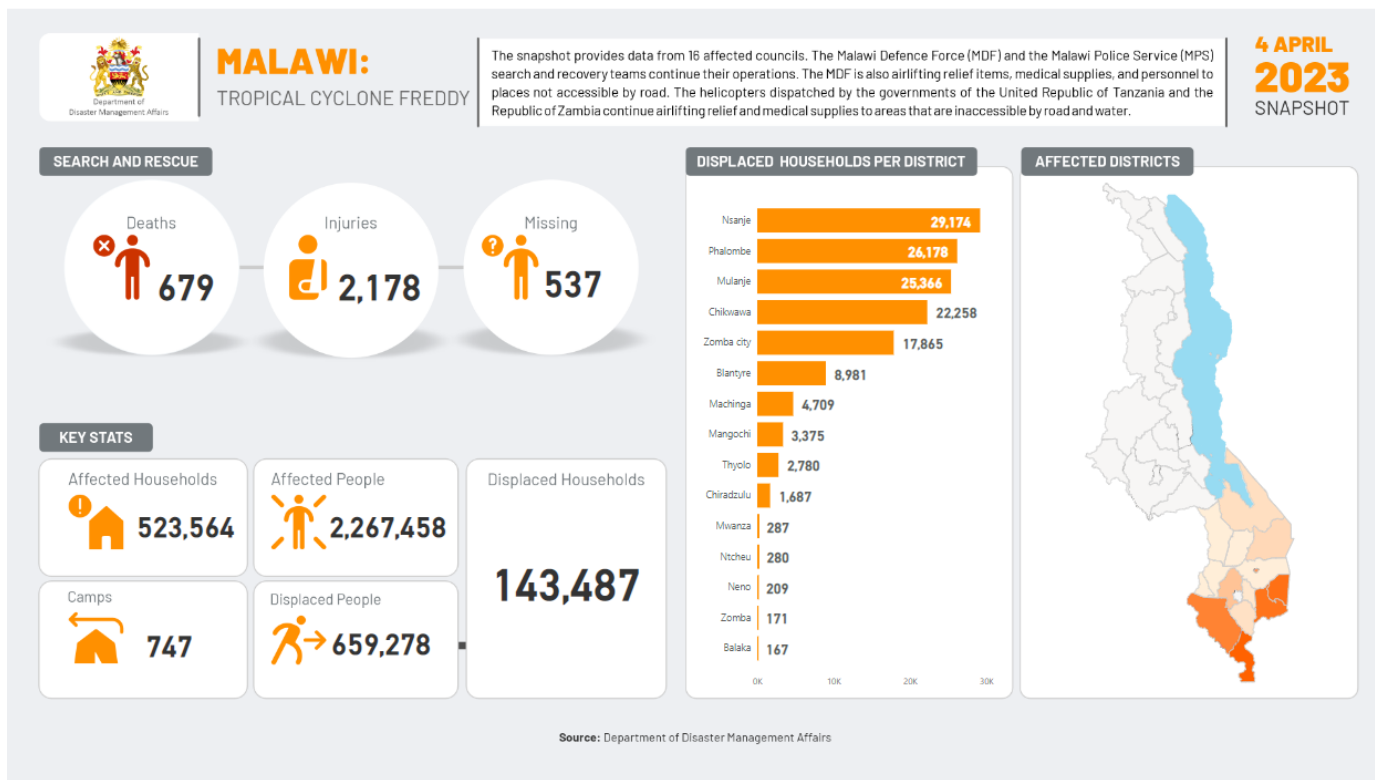 Department of
Disaster Management Affairs
MALAWI:
TROPICAL CYCLONE FREDDY
The snapshot provides data from 16 affected councils. The Malawi Defence Force (MDF) and the Malawi Police Service (MPS)
search and recovery teams continue their operations. The MDF is also airlifting relief items, medical supplies, and personnel to
places not accessible by road. The helicopters dispatched by the governments of the United Republic of Tanzania and the
Republic of Zambia continue airlifting relief and medical supplies to areas that are inaccessible by road and water.
4 APRIL
2023
SNAPSHOT
SEARCH AND RESCUE
Deaths
679
Injuries
2,178
Missing
537
KEY STATS
Affected Households
523,564
Affected People
2,267,458
Camps
747
Displaced People
659,278
Displaced Households
143,487
DISPLACED HOUSEHOLDS PER DISTRICT
Nsanje 29,174
Phalombe 26,178
Mulanje 25,366
Chikwawa 22,258
Zomba city 17,865
Blantyre 8,981
Machinga 4,709
Mangochi 3,375
Thyolo 2,780
Chiradzulu 1,687
Mwanza 287
Ntcheu 280
Neno 209
Zomba 171
Balaka 167
0K 10K 20K 30K
AFFECTED DISTRICTS
Source: Department of Disaster Management Affairs